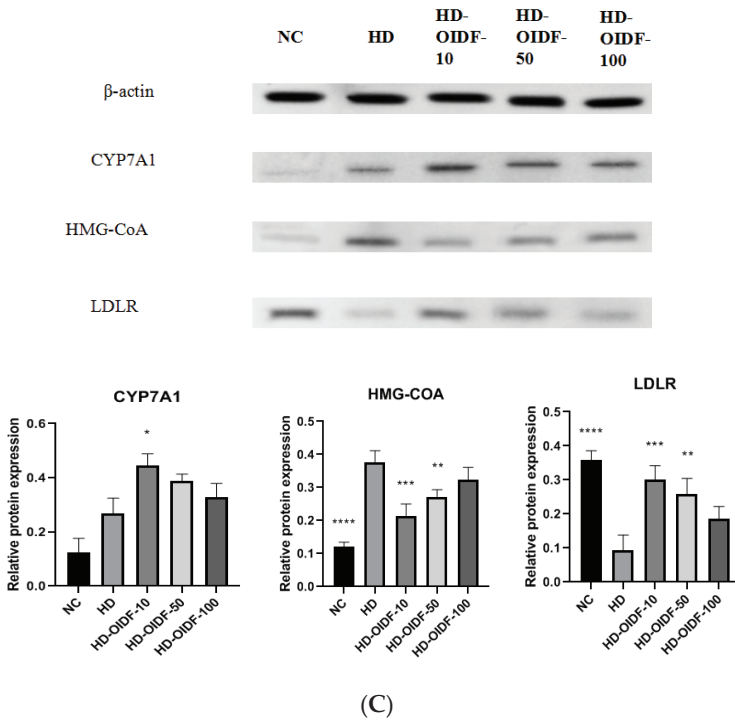 NC HD HD-OIDF-10 HD-OIDF-50 HD-OIDF-100
β-actin
CYP7A1
HMG-CoA
LDLR
CYP7A1
Relative protein expression
0.6
0.4
0.2
0.0
*
NC HD HD-OIDF-10 HD-OIDF-50 HD-OIDF-100
HMG-COA
Relative protein expression
0.5
0.4
0.3
0.2
0.1
0.0
**** *** **
NC HD HD-OIDF-10 HD-OIDF-50 HD-OIDF-100
LDLR
Relative protein expression
0.5
0.4
0.3
0.2
0.1
0.0
**** *** **
NC HD HD-OIDF-10 HD-OIDF-50 HD-OIDF-100
(C)